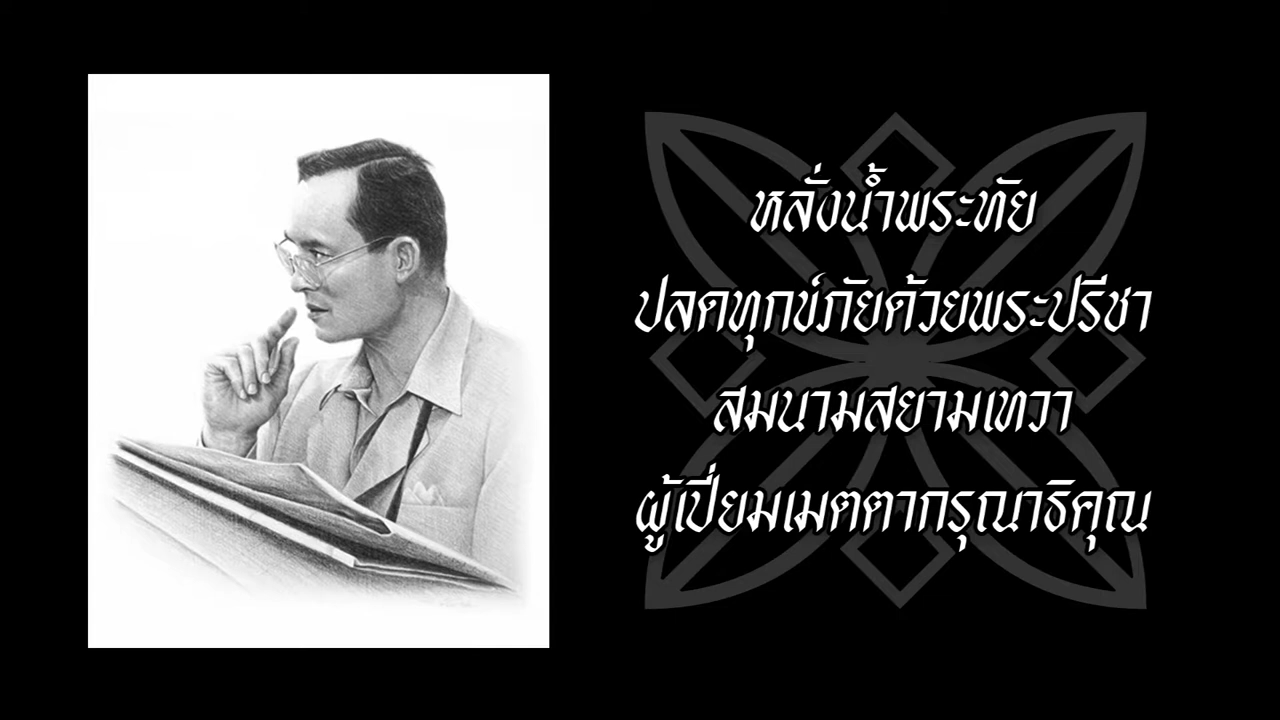 หลั่งน้ำพระทัย
ปลดทุกข์ภัยด้วยพระปรีชา
สมนามสยามเทวา
ผู้เปี่ยมเมตตากรุณาธิคุณ